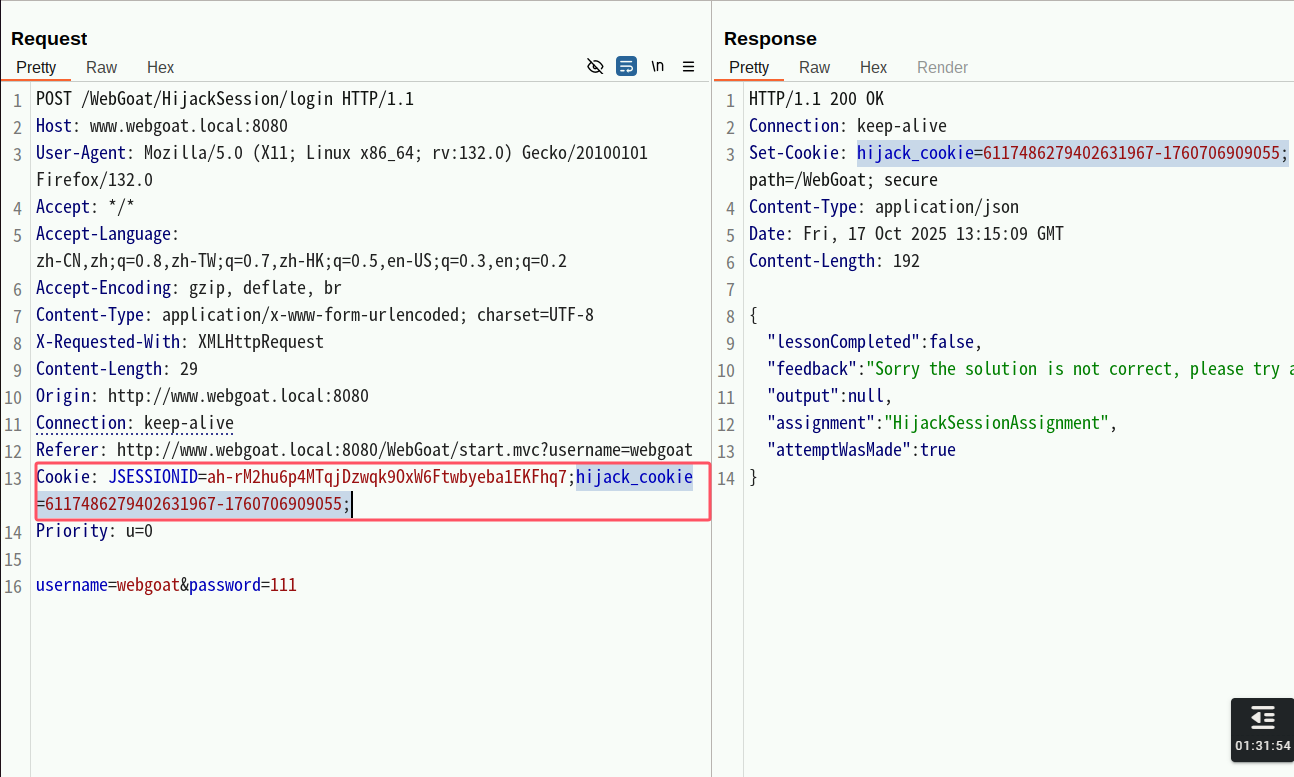 Request
Pretty Raw Hex
\n
1 POST /WebGoat/HijackSession/login HTTP/1.1
2 Host: www.webgoat.local:8080
3 User-Agent: Mozilla/5.0 (X11; Linux x86_64; rv:132.0) Gecko/20100101
Firefox/132.0
4 Accept: */*
5 Accept-Language:
zh-CN,zh;q=0.8,zh-TW;q=0.7,zh-HK;q=0.5,en-US;q=0.3,en;q=0.2
6 Accept-Encoding: gzip, deflate, br
7 Content-Type: application/x-www-form-urlencoded; charset=UTF-8
8 X-Requested-With: XMLHttpRequest
9 Content-Length: 29
10 Origin: http://www.webgoat.local:8080
11 Connection: keep-alive
12 Referer: http://www.webgoat.local:8080/WebGoat/start.mvc?username=webgoat
13 Cookie: JSESSIONID=ah-rM2hu6p4MTqjDzwqk9OxW6Ftwbyeba1EKFhq7;hijack_cookie
=6117486279402631967-1760706909055;
14 Priority: u=0
15
16 username=webgoat&password=111
Response
Pretty Raw Hex Render
1 HTTP/1.1 200 OK
2 Connection: keep-alive
3 Set-Cookie: hijack_cookie=6117486279402631967-1760706909055;
path=/WebGoat; secure
4 Content-Type: application/json
5 Date: Fri, 17 Oct 2025 13:15:09 GMT
6 Content-Length: 192
7
8 {
9 "lessonCompleted":false,
10 "feedback":"Sorry the solution is not correct, please try a
11 "output":null,
12 "assignment":"HijackSessionAssignment",
13 "attemptWasMade":true
14 }
01:31:54